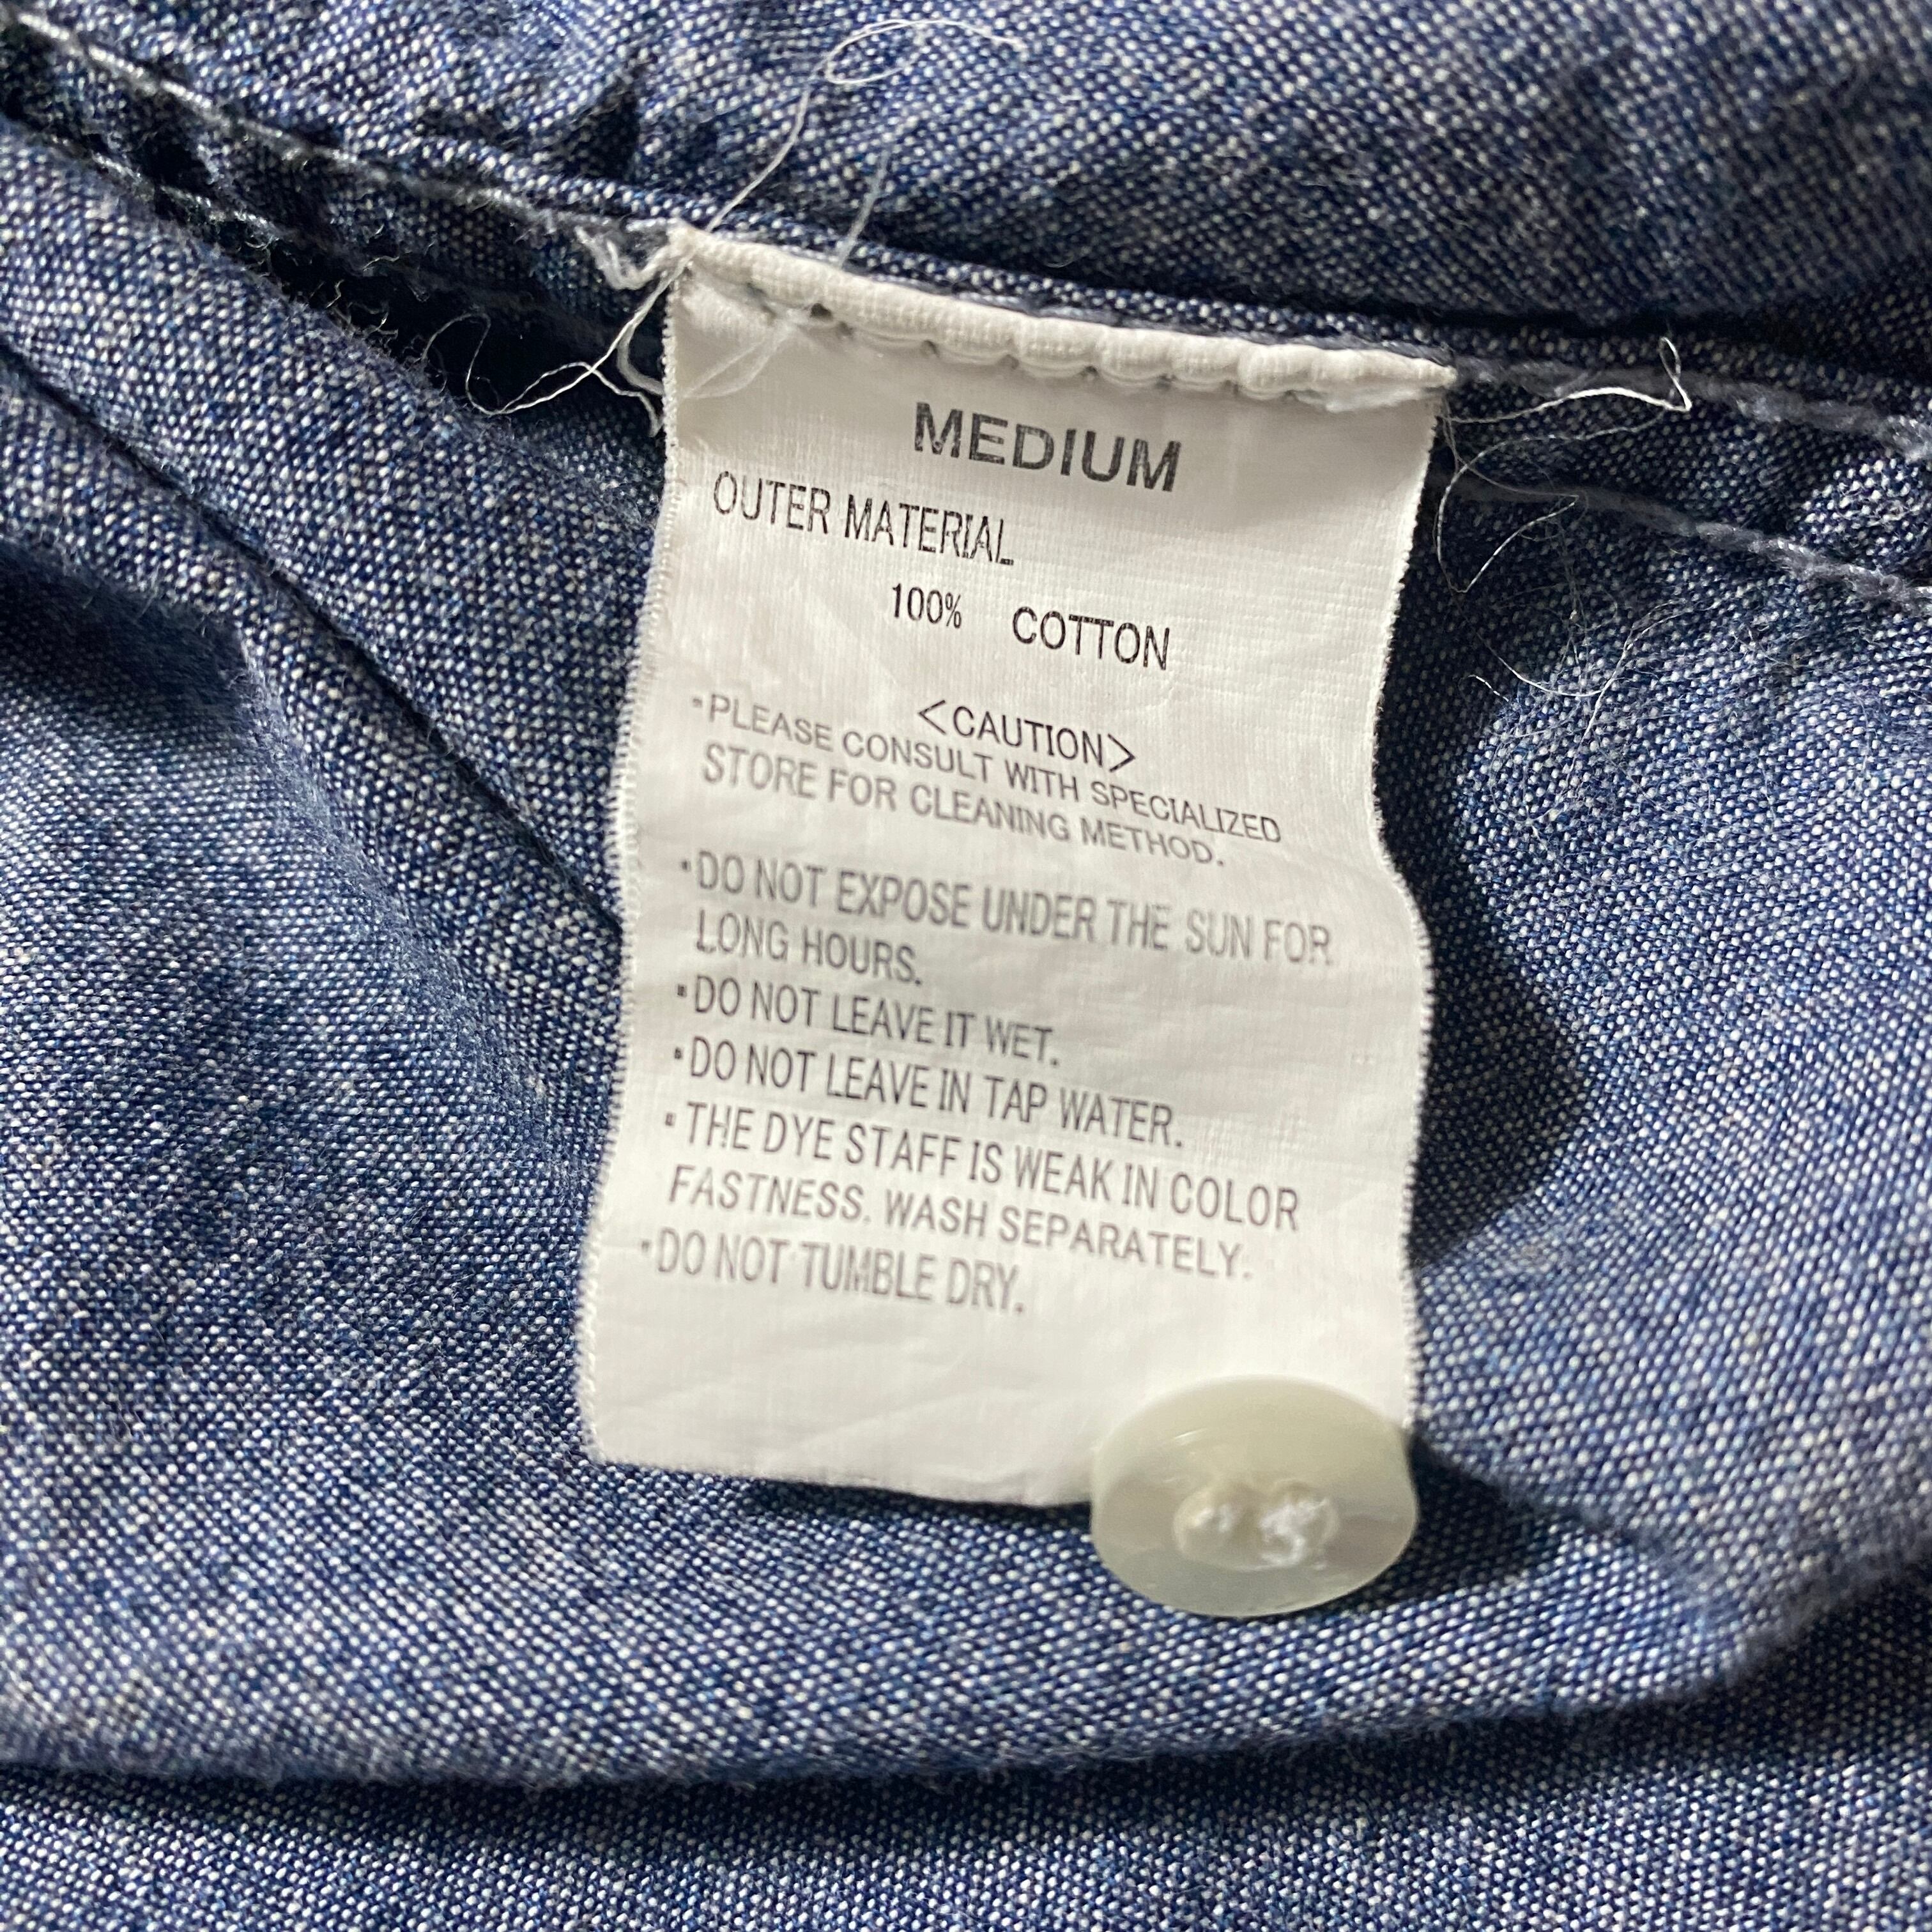 MEDIUM
OUTER MATERIAL
100% COTTON
<CAUTION>
・PLEASE CONSULT WITH SPECIALIZED
STORE FOR CLEANING METHOD.
・DO NOT EXPOSE UNDER THE SUN FOR
LONG HOURS.
・DO NOT LEAVE IT WET.
・DO NOT LEAVE IN TAP WATER.
・THE DYE STAFF IS WEAK IN COLOR
FASTNESS. WASH SEPARATELY.
・DO NOT TUMBLE DRY.